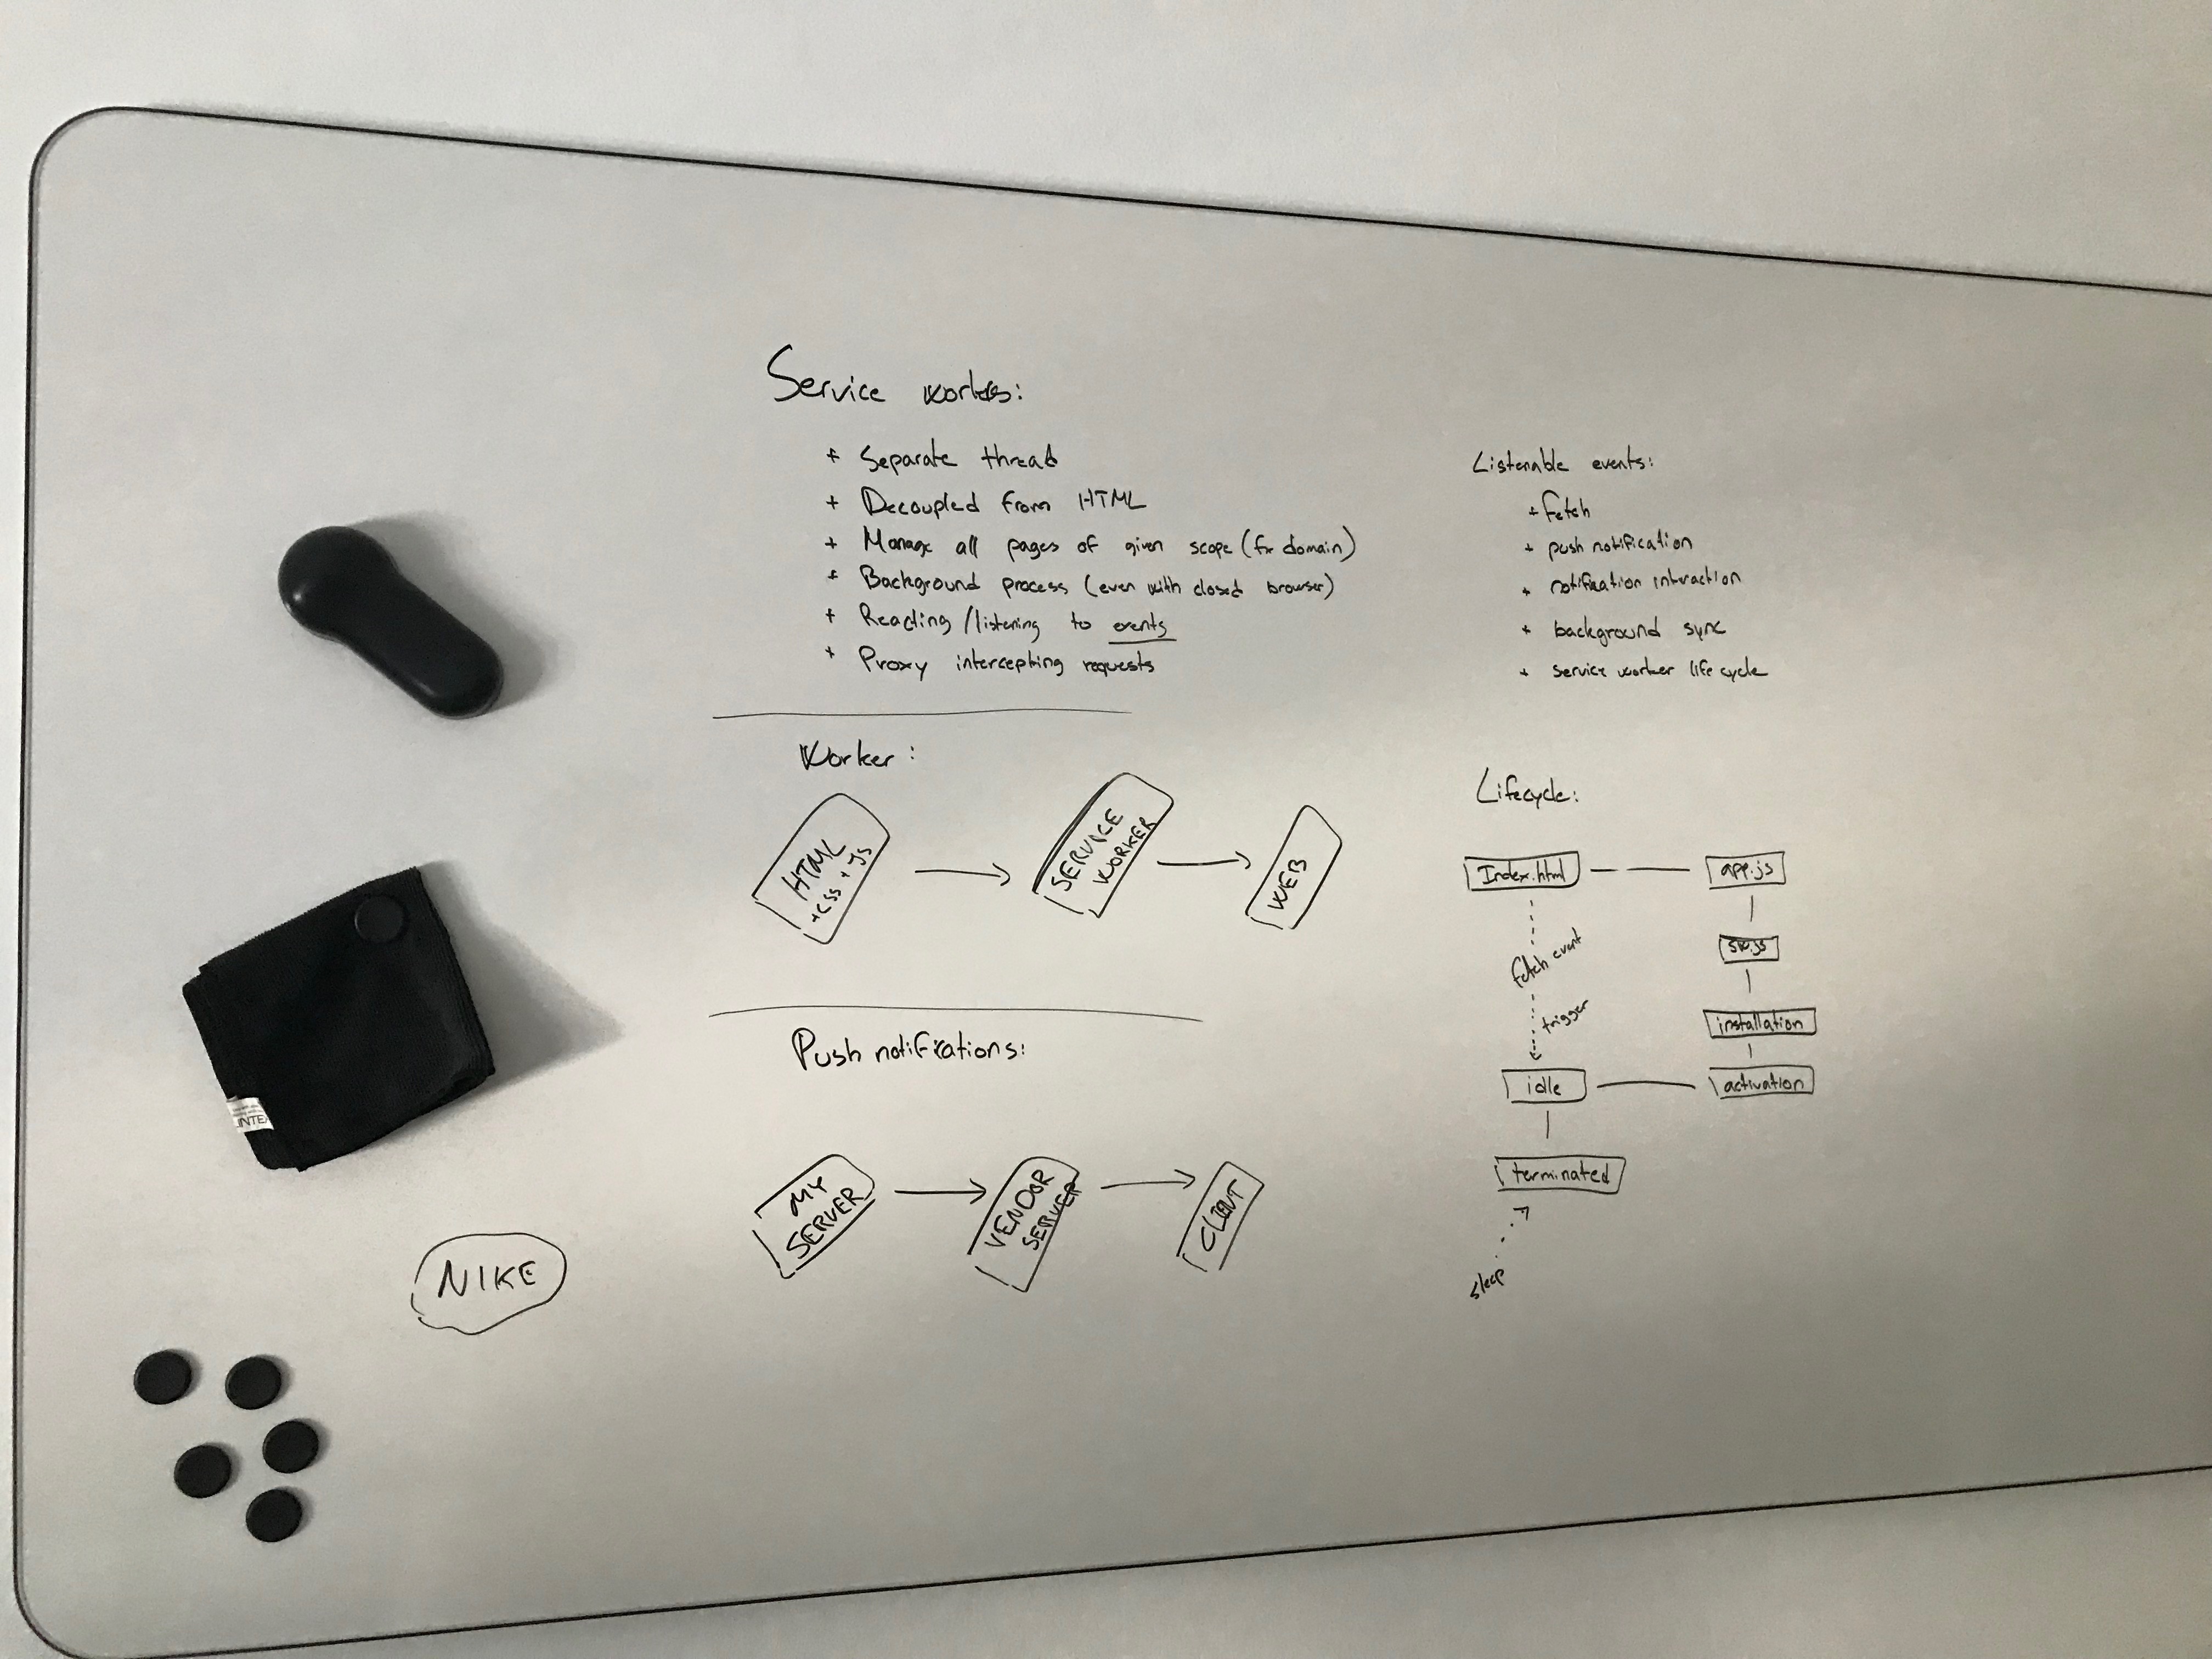 Service workers:
+ Separate thread
+ Decoupled from HTML
+ Manage all pages of given scope (fx domain)
+ Background process (even with closed browser)
+ Reacting/listening to events
+ Proxy intercepting requests
Listenable events:
+ fetch
+ push notification
+ notification interaction
+ background sync
+ service worker life cycle
Worker:
HTML
+CSS + JS
SERVICE
WORKER
WEB
Push notifications:
MY
SERVER
VENDOR
SERVER
CLIENT
Lifecycle:
Index.html
app.js
sw.js
installation
activation
fetch event
trigger
idle
terminated
sleep
NIKE